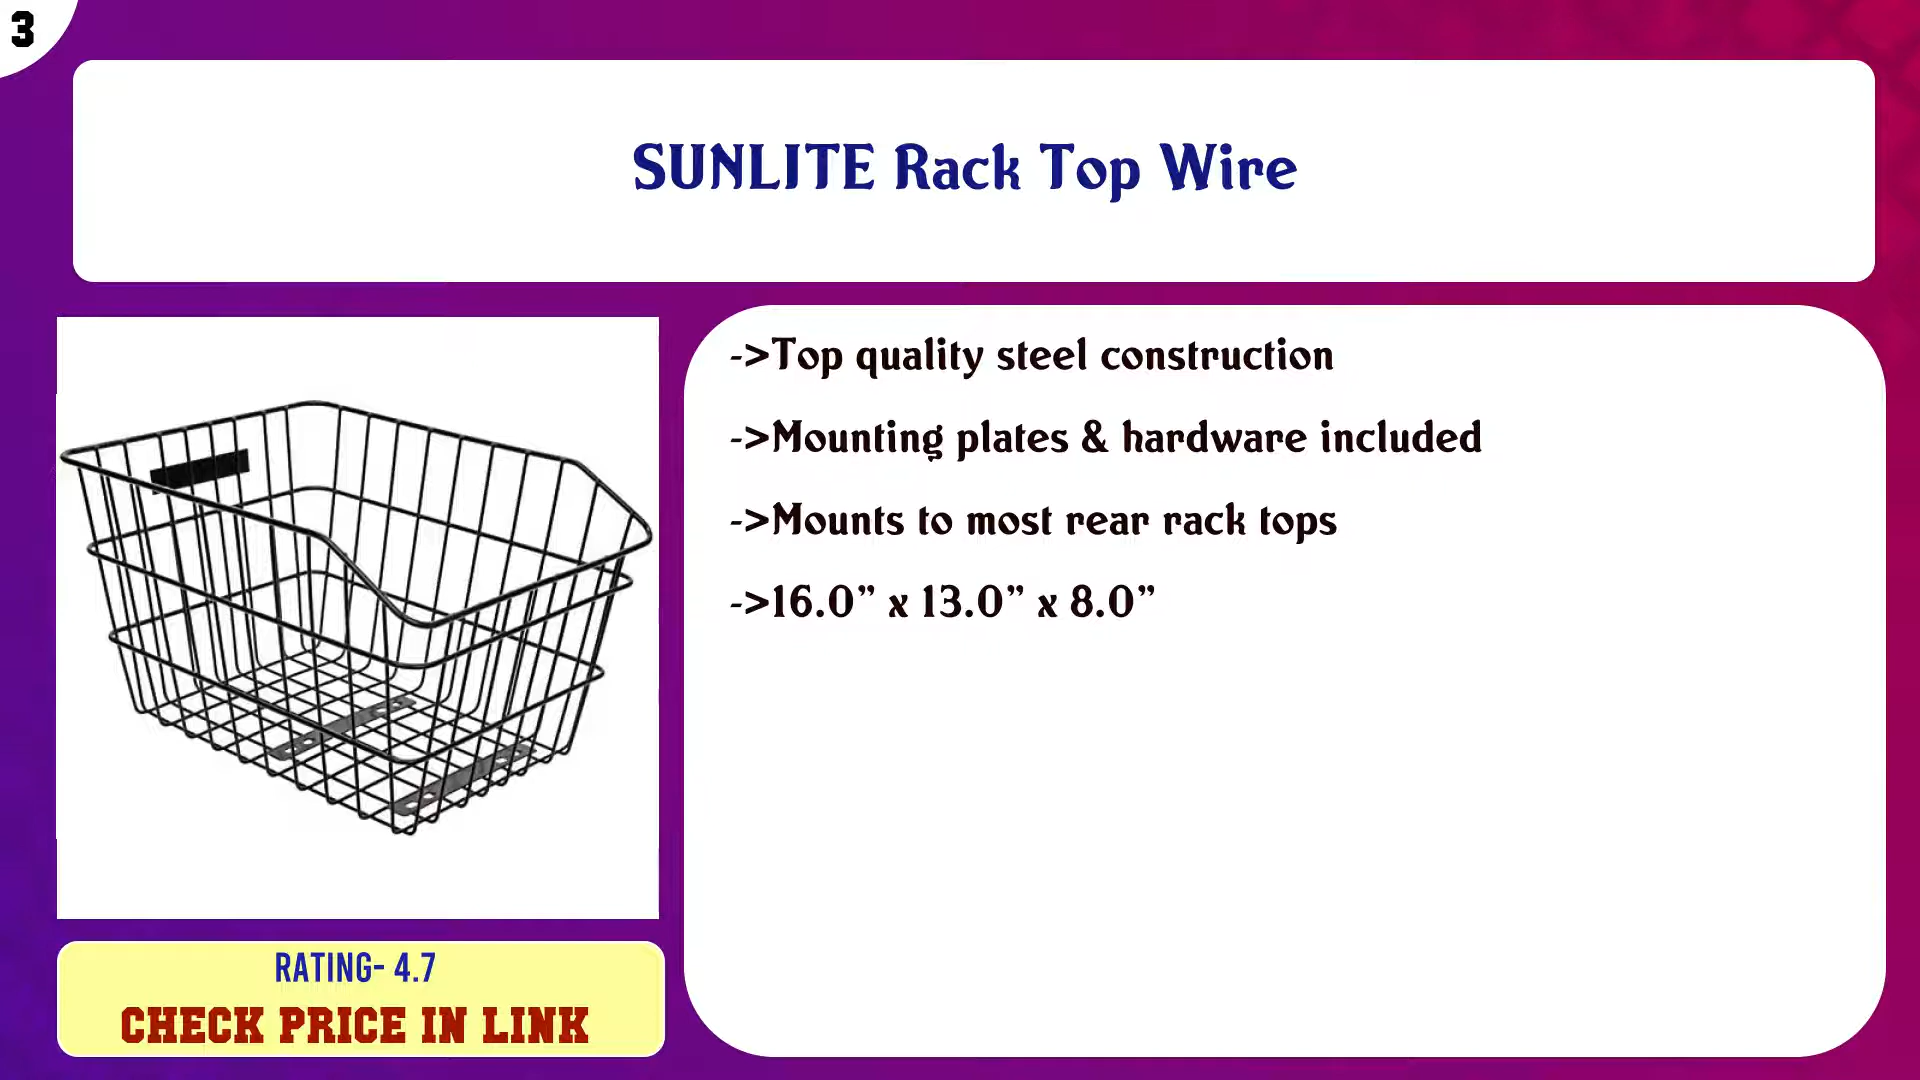 3
SUNLITE Rack Top Wire
->Top quality steel construction
->Mounting plates & hardware included
->Mounts to most rear rack tops
->16.0” x 13.0” x 8.0”
RATING- 4.7
CHECK PRICE IN LINK